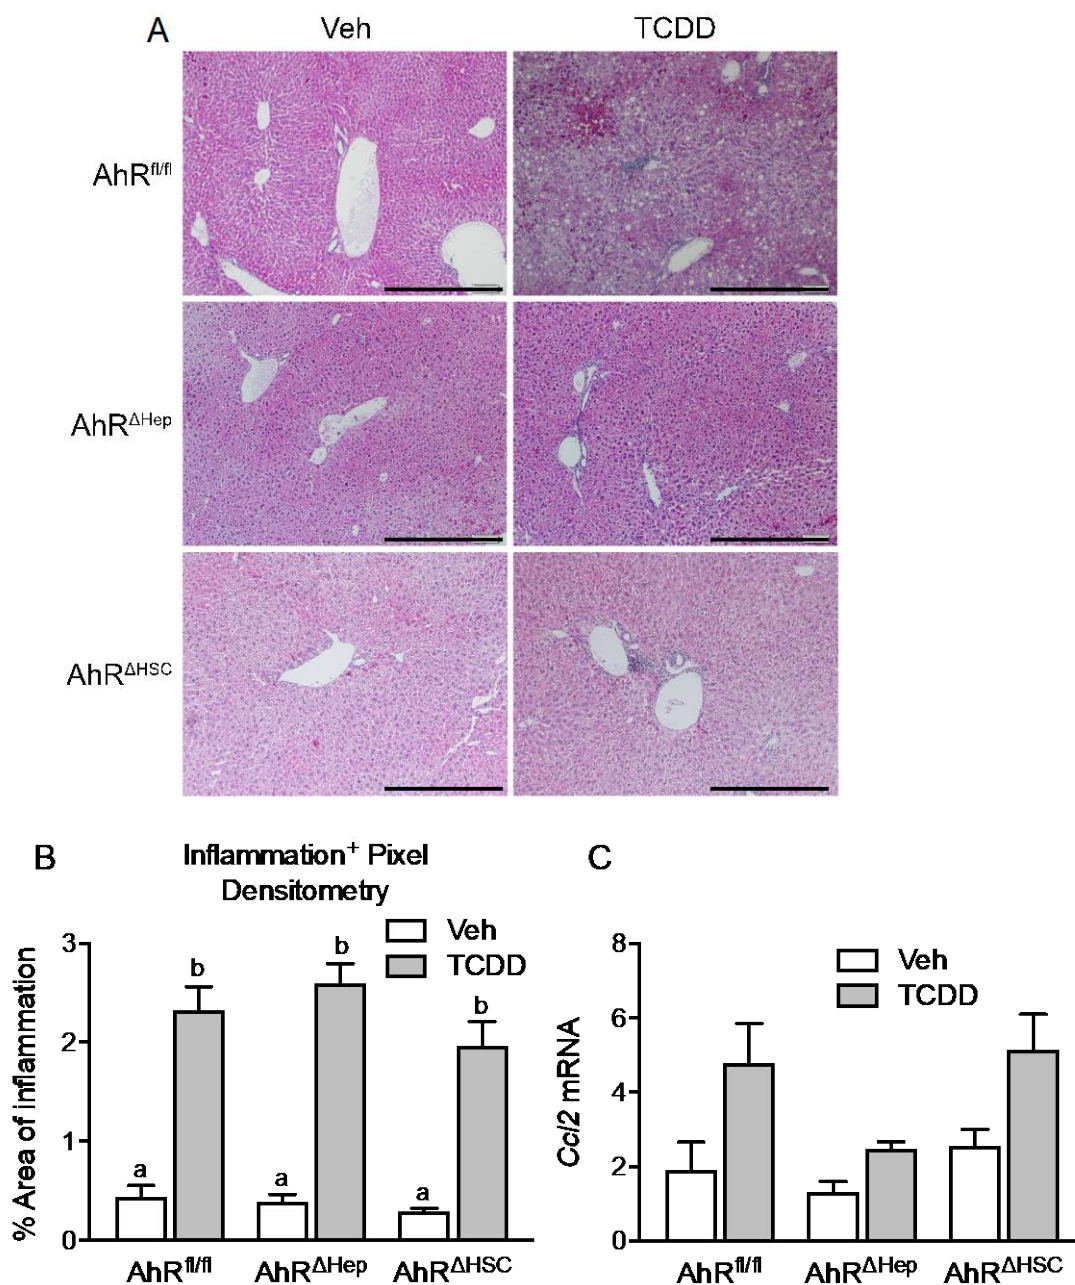 A
Veh
TCDD
AhR^fl/fl
AhR^ΔHep
AhR^ΔHSC
B
Inflammation⁺ Pixel
Densitometry
Veh
TCDD
% Area of inflammation
3
2
1
0
a
b
a
b
a
b
AhR^fl/fl
AhR^ΔHep
AhR^ΔHSC
C
Veh
TCDD
Ccl2 mRNA
8
6
4
2
0
AhR^fl/fl
AhR^ΔHep
AhR^ΔHSC